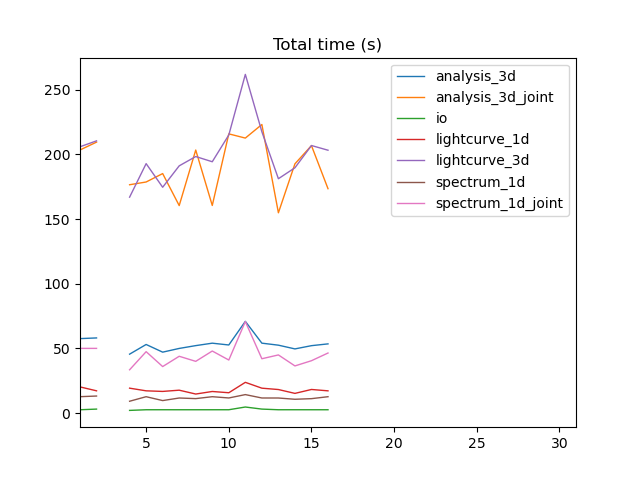 Total time (s)
250
200
150
100
50
0
5 10 15 20 25 30
analysis_3d
analysis_3d_joint
io
lightcurve_1d
lightcurve_3d
spectrum_1d
spectrum_1d_joint